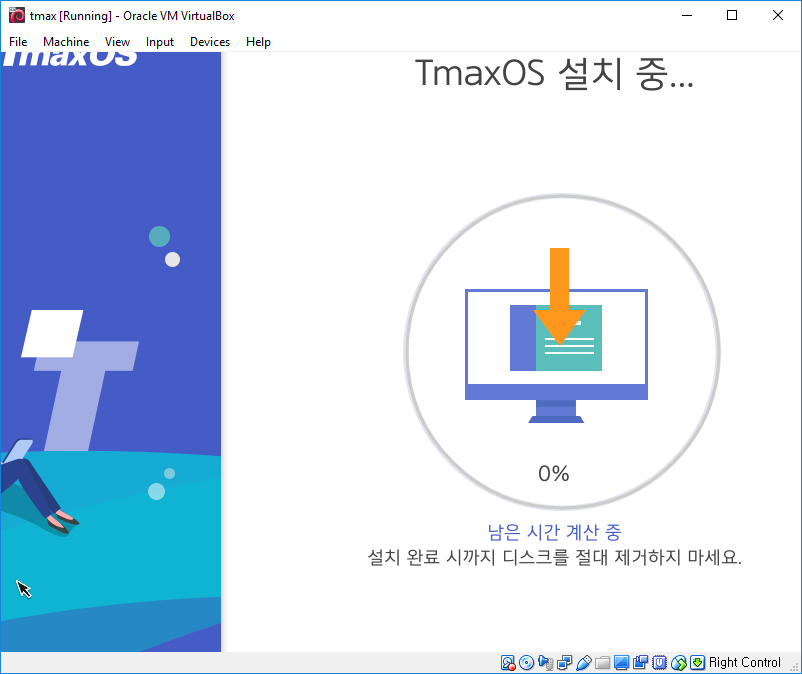 tmax [Running] - Oracle VM VirtualBox
File Machine View Input Devices Help
TmaxOS
TmaxOS 설치 중...
0%
남은 시간 계산 중
설치 완료 시까지 디스크를 절대 제거하지 마세요.
Right Control